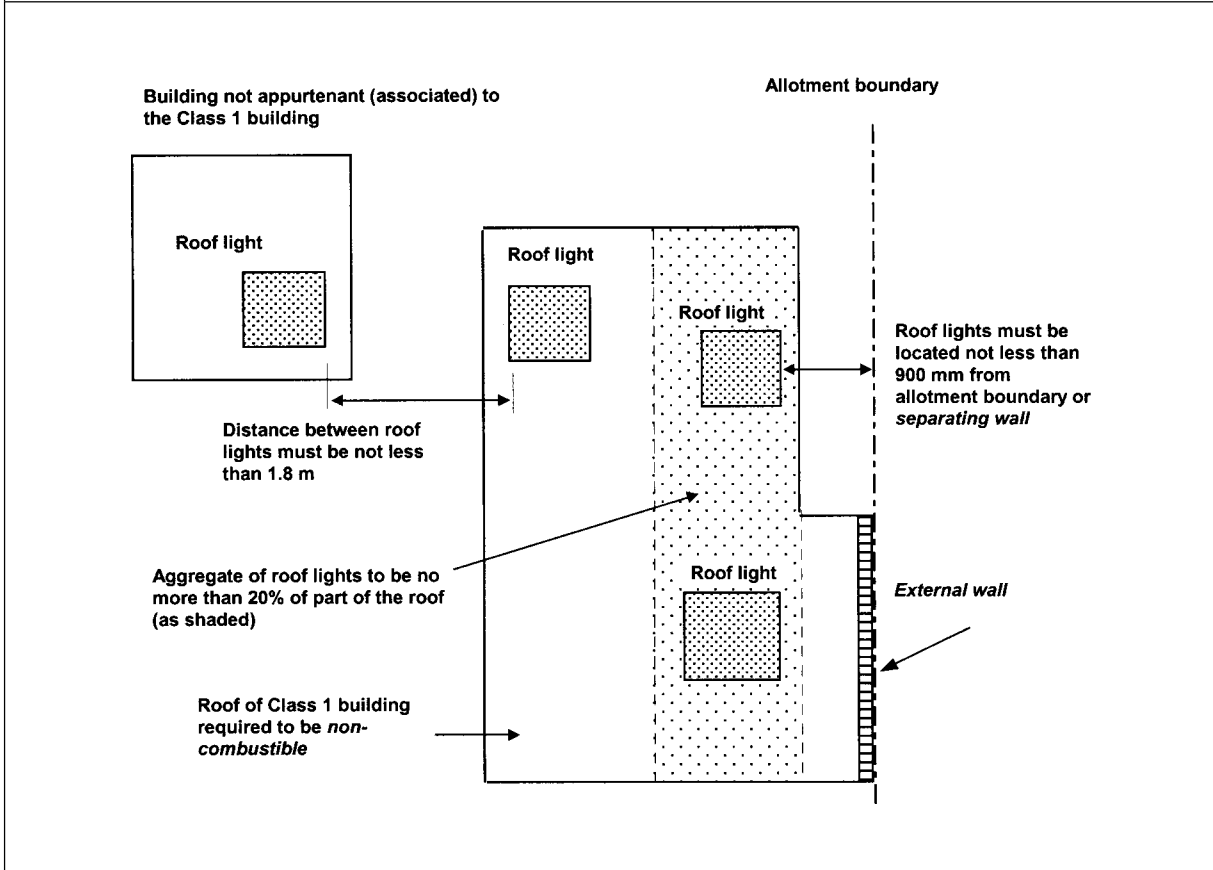 Building not appurtenant (associated) to
the Class 1 building
Allotment boundary
Roof light
Roof light
Roof light
Roof lights must be
located not less than
900 mm from
allotment boundary or
separating wall
Distance between roof
lights must be not less
than 1.8 m
Aggregate of roof lights to be no
more than 20% of part of the roof
(as shaded)
Roof light
External wall
Roof of Class 1 building
required to be non-
combustible